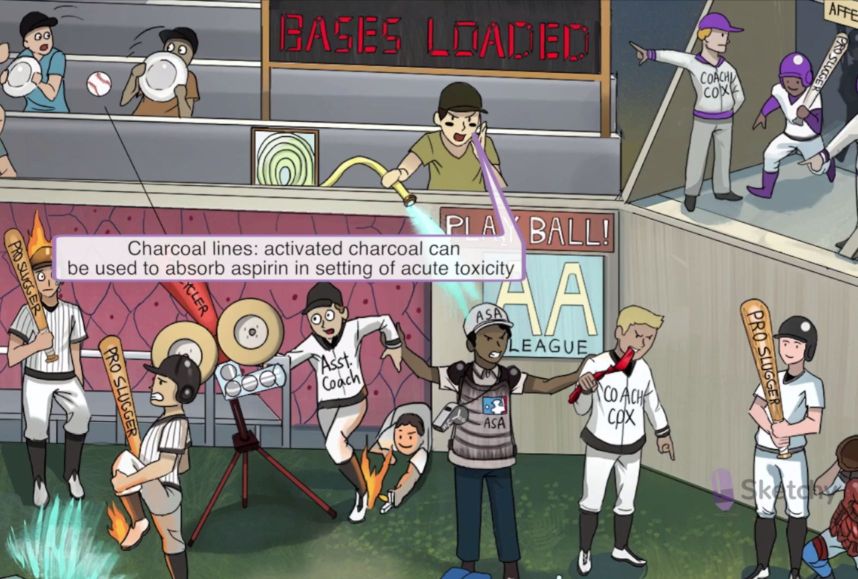 BASES LOADED
AFFE
COACH
COX
PRO SLUGGER
PLAY BALL!
Charcoal lines: activated charcoal can
be used to absorb aspirin in setting of acute toxicity
PRO SLUGGER
CYCLER
AA
LEAGUE
ASA
PRO SLUGGER
Asst.
Coach
ASA
COACH
COX
PRO SLUGGER
Sketchy